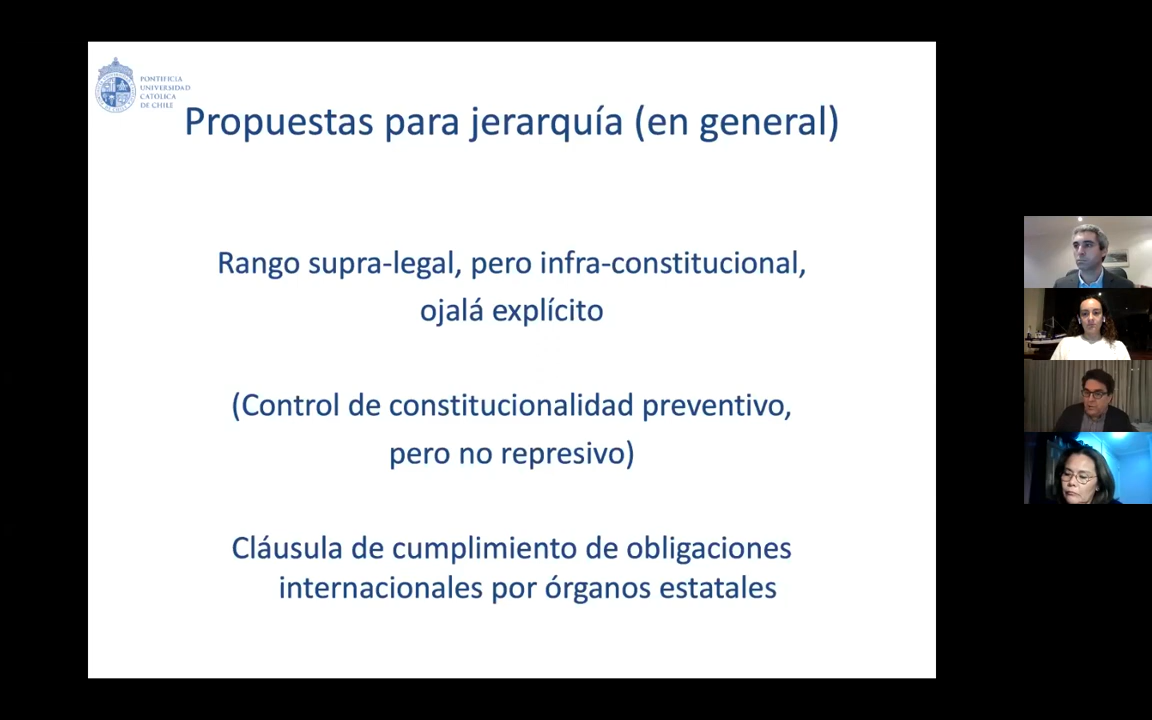 PONTIFICIA
UNIVERSIDAD
CATÓLICA
DE CHILE
Propuestas para jerarquía (en general)
Rango supra-legal, pero infra-constitucional,
ojalá explícito
(Control de constitucionalidad preventivo,
pero no represivo)
Cláusula de cumplimiento de obligaciones
internacionales por órganos estatales